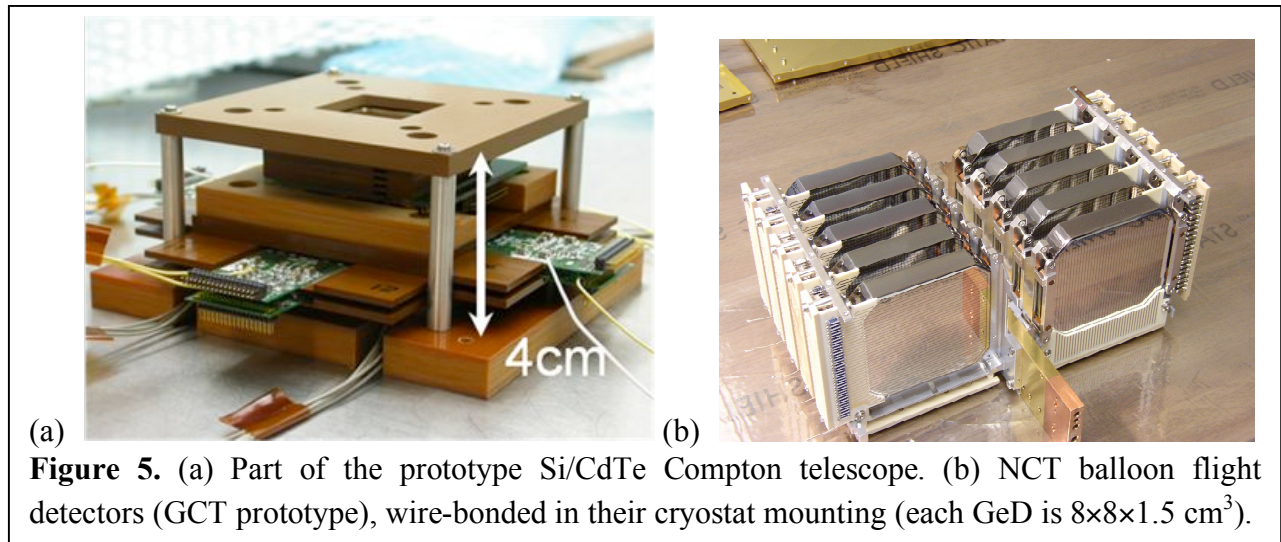 4cm
(a)
(b)
Figure 5. (a) Part of the prototype Si/CdTe Compton telescope. (b) NCT balloon flight
detectors (GCT prototype), wire-bonded in their cryostat mounting (each GeD is 8×8×1.5 cm³).